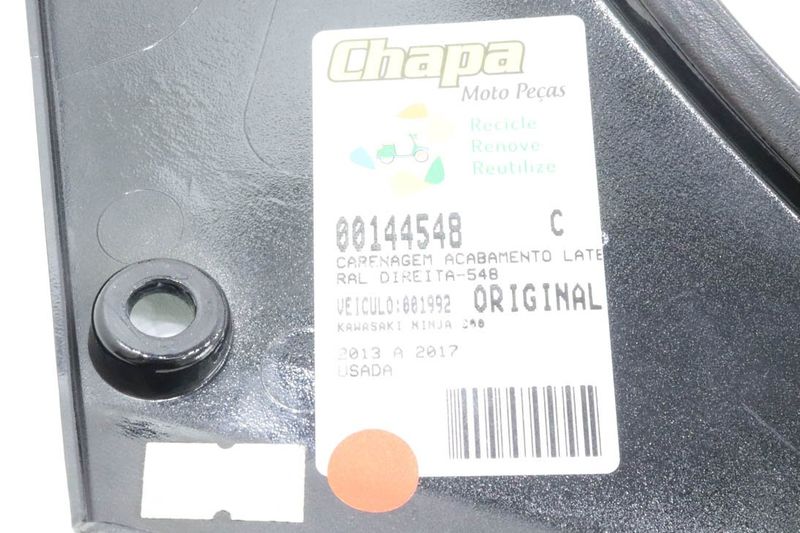 Chapa
Moto Peças
Recicle
Renove
Reutilize
00144548 C
CARENAGEM ACABAMENTO LATE
RAL DIREITA-548
VEICULO:001992 ORIGINAL
KAWASAKI NINJA
2013 A 2017
USADA